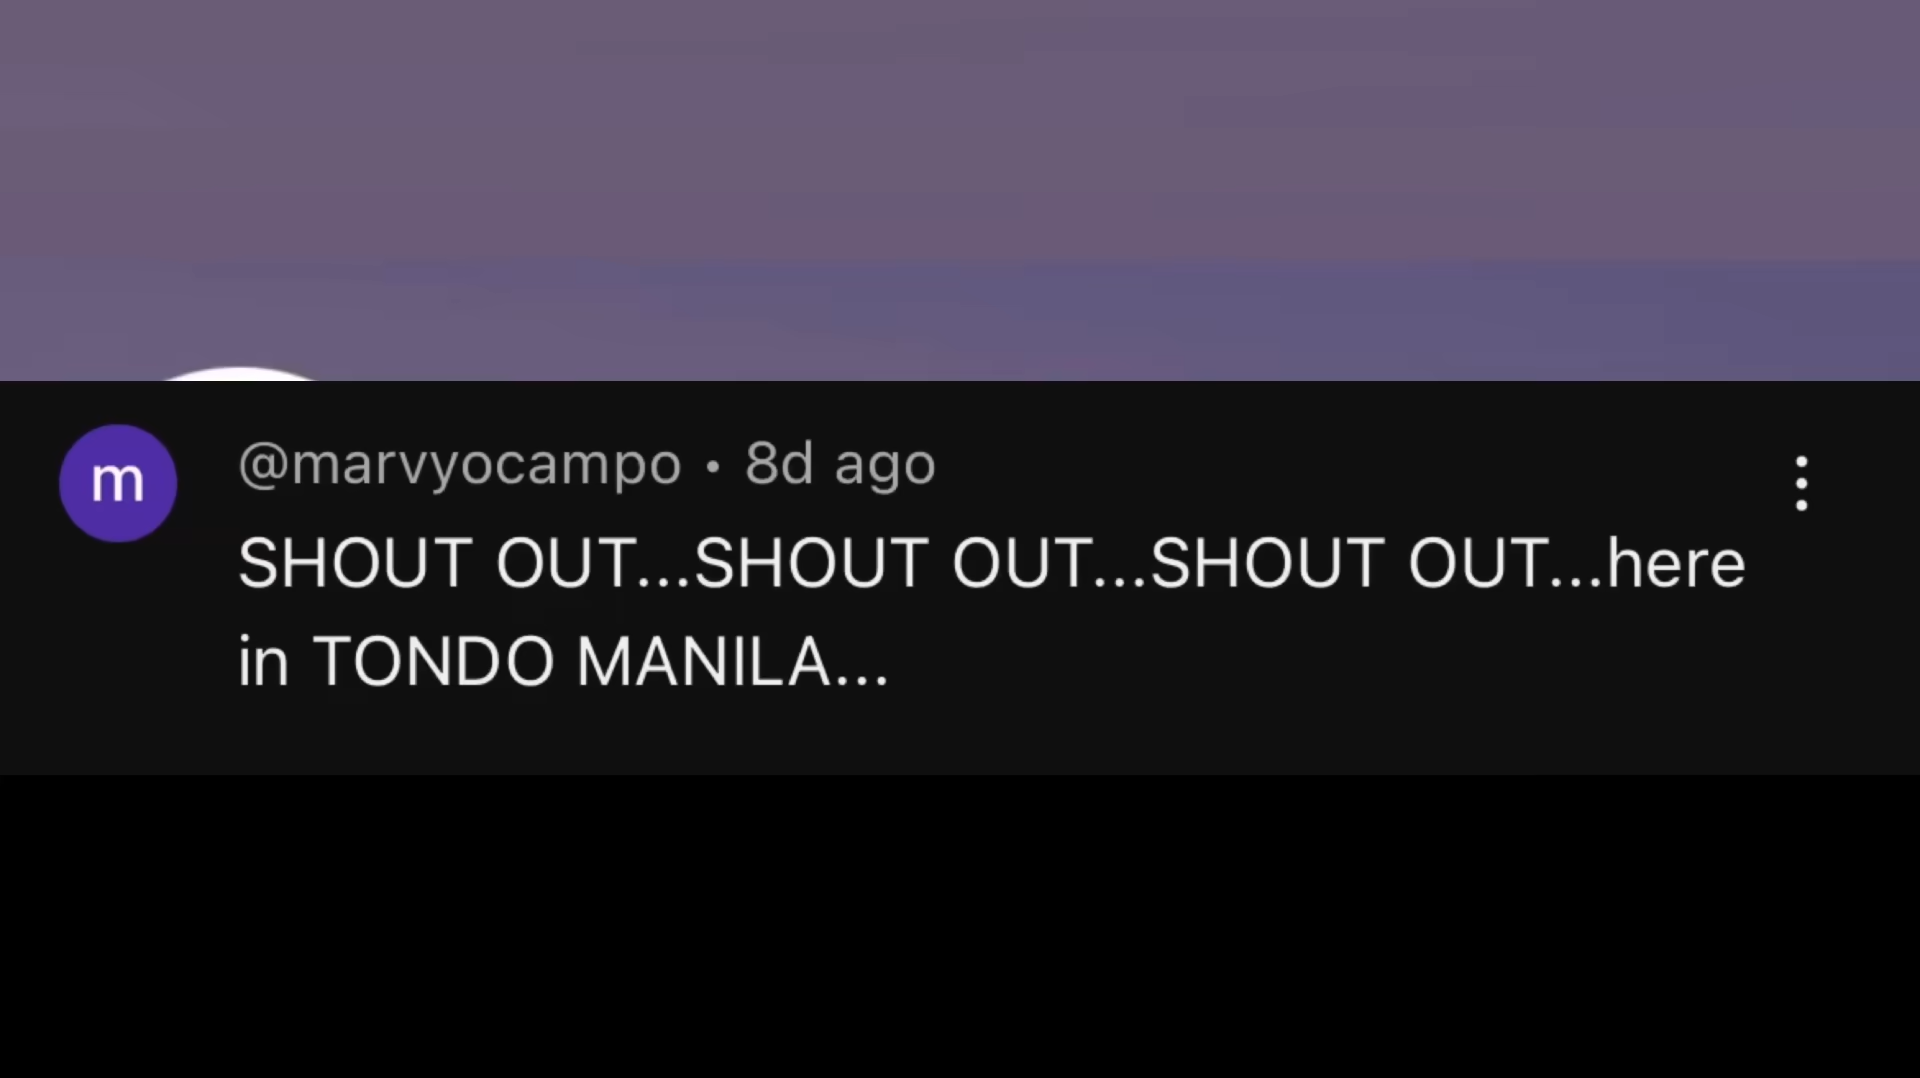 m
@marvyocampo • 8d ago
SHOUT OUT...SHOUT OUT...SHOUT OUT...here
in TONDO MANILA...